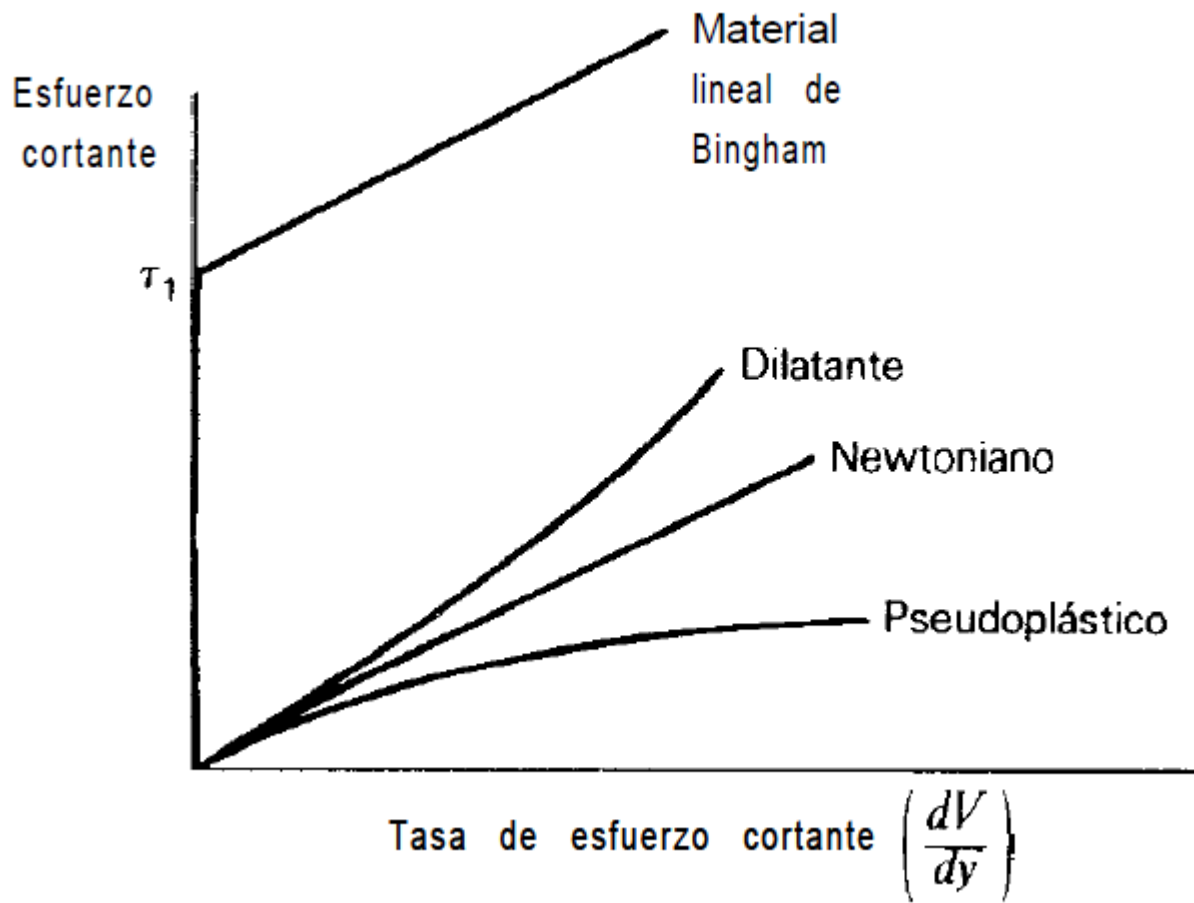 Material
lineal de
Bingham
Esfuerzo
cortante
τ₁
Dilatante
Newtoniano
Pseudoplástico
Tasa de esfuerzo cortante (dV/dy)